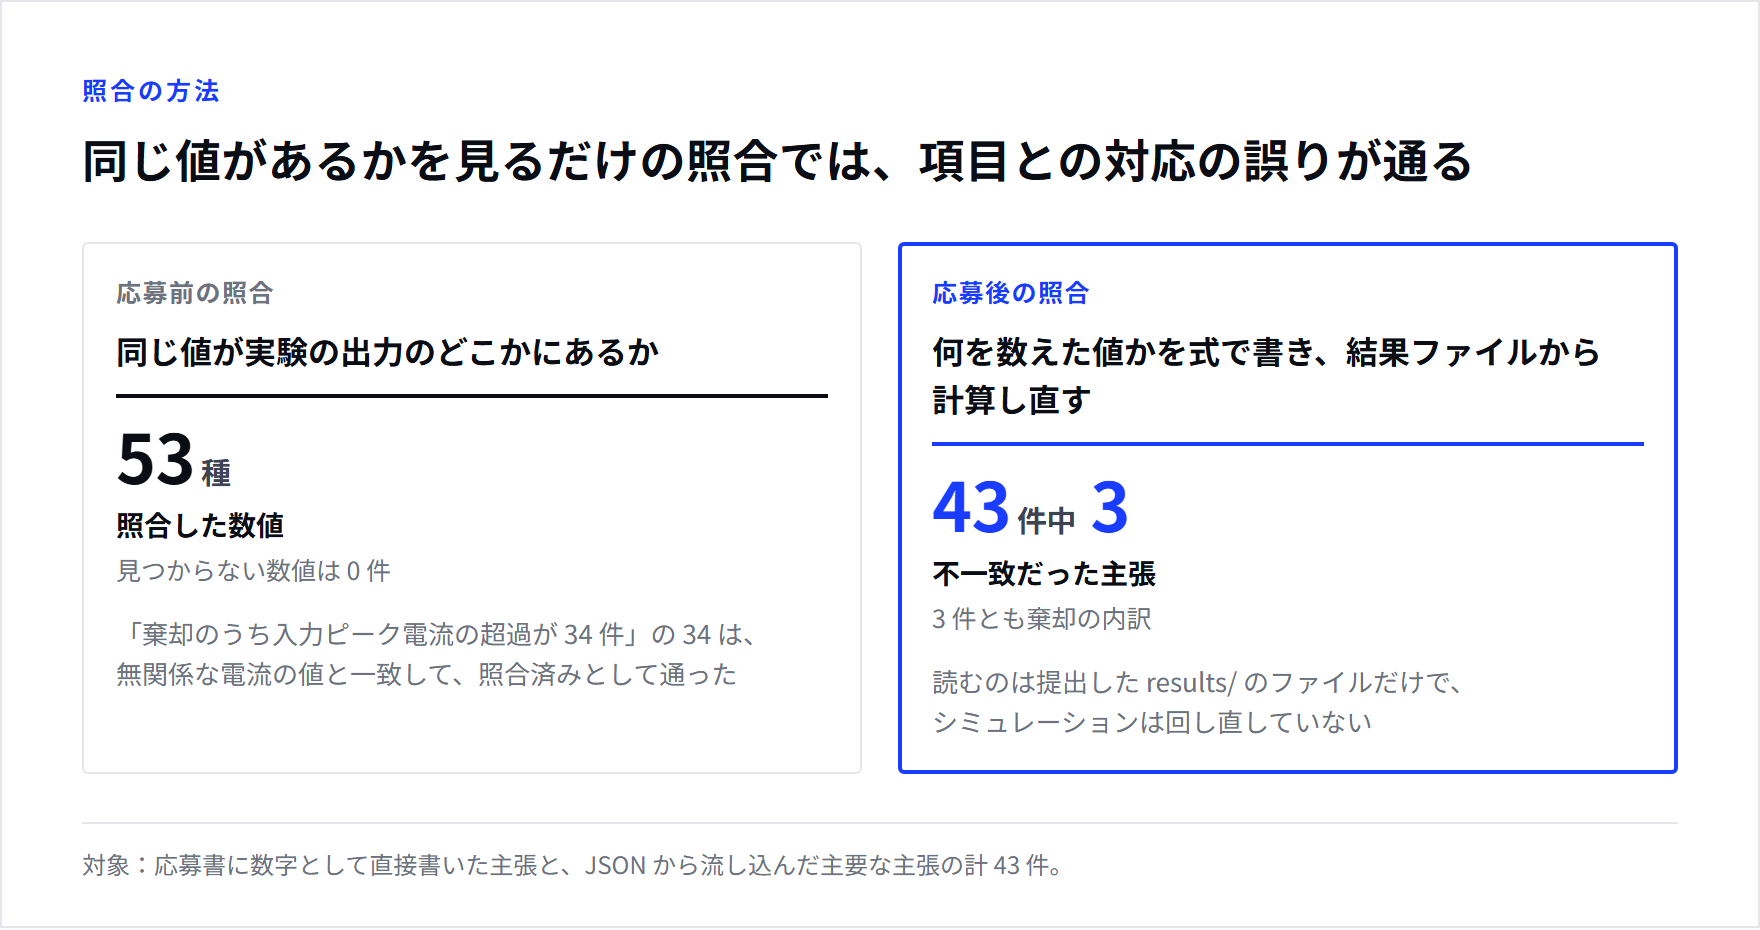 照合の方法
同じ値があるかを見るだけの照合では、項目との対応の誤りが通る
応募前の照合
同じ値が実験の出力のどこかにあるか
53 種
照合した数値
見つからない数値は 0 件
「棄却のうち入力ピーク電流の超過が 34 件」の 34 は、
無関係な電流の値と一致して、照合済みとして通った
応募後の照合
何を数えた値かを式で書き、結果ファイルから
計算し直す
43 件中 3
不一致だった主張
3 件とも棄却の内訳
読むのは提出した results/ のファイルだけで、
シミュレーションは回し直していない
対象：応募書に数字として直接書いた主張と、JSON から流し込んだ主要な主張の計 43 件。